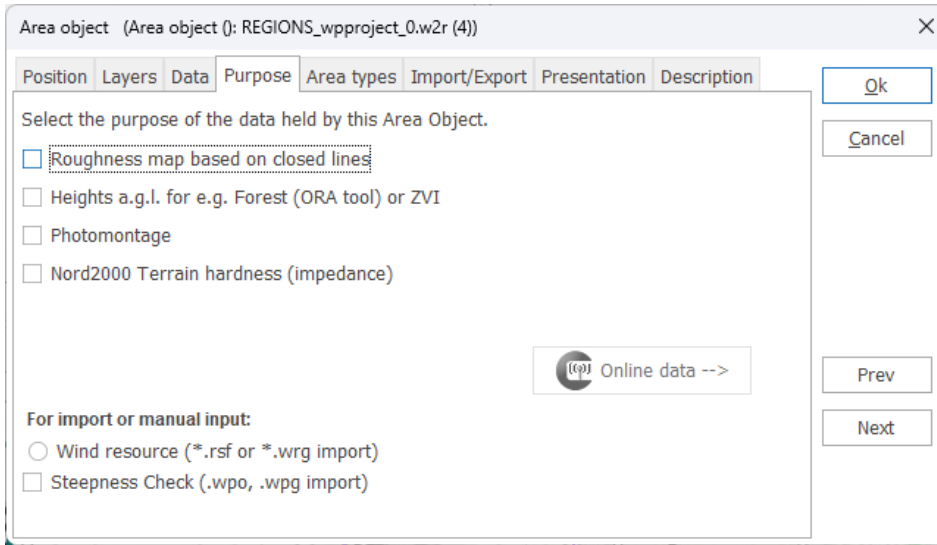 Area object (Area object (): REGIONS_wpproject_0.w2r (4))
Position Layers Data Purpose Area types Import/Export Presentation Description
Ok
Select the purpose of the data held by this Area Object.
Cancel
Roughness map based on closed lines
Heights a.g.l. for e.g. Forest (ORA tool) or ZVI
Photomontage
Nord2000 Terrain hardness (impedance)
Online data -->
Prev
For import or manual input:
Next
Wind resource (*.rsf or *.wrg import)
Steepness Check (.wpo, .wpg import)